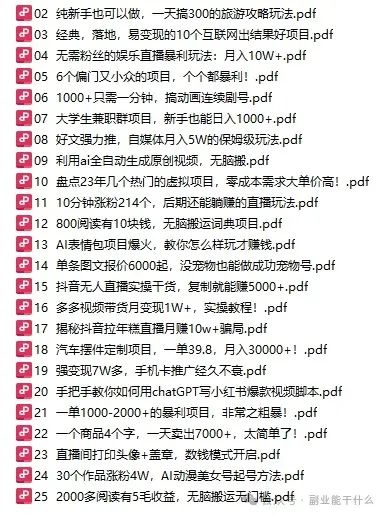 02 纯新手也可以做，一天搞300的旅游攻略玩法.pdf
03 经典，落地，易变现的10个互联网出结果好项目.pdf
04 无需粉丝的娱乐直播暴利玩法：月入10W+.pdf
05 6个偏门又小众的项目，个个都暴利！.pdf
06 1000+只需一分钟，搞动画连续剧号.pdf
07 大学生兼职群项目，新手也能日入1000+.pdf
08 好文强力推，自媒体月入5W的保姆级玩法.pdf
09 利用ai全自动生成原创视频，无脑搬.pdf
10 盘点23年几个热门的虚拟项目，零成本需求大单价高！.pdf
11 10分钟涨粉214个，后期还能躺赚的直播玩法.pdf
12 800阅读有10块钱，无脑搬运词典项目.pdf
13 AI表情包项目爆火，教你怎么样玩才赚钱.pdf
14 单条图文报价6000起，没宠物也能做成功宠物号.pdf
15 抖音无人直播实操干货，复制就能赚5000+.pdf
16 多多视频带货月变现1W+，实操教程！.pdf
17 揭秘抖音拉年糕直播月赚10w+骗局.pdf
18 汽车摆件定制项目，一单39.8，月入30000+！.pdf
19 强变现7W多，手机卡推广经久不衰.pdf
20 手把手教你如何用chatGPT写小红书爆款视频脚本.pdf
21 一单1000-2000+的暴利项目，非常之粗暴！.pdf
22 一个商品4个字，一天卖出7000+，太简单了！.pdf
23 直播间打印头像+盖章，数钱模式开启.pdf
24 30个作品涨粉4W，AI动漫美女号起号方法.pdf
25 2000多阅读有5毛收益，无脑搬运无门槛.pdf
副业能干什么